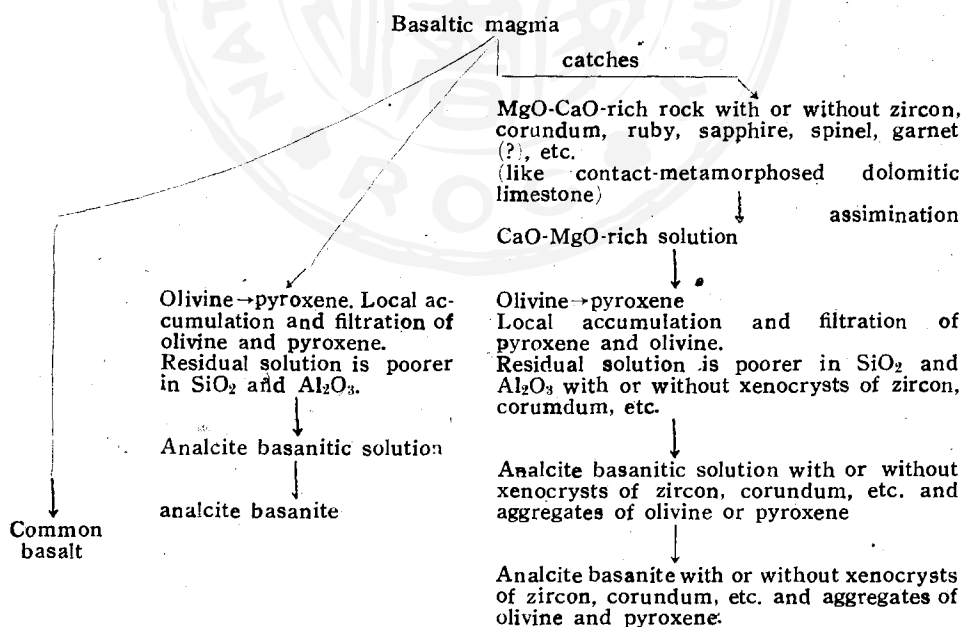 Basaltic magma
catches
MgO-CaO-rich rock with or without zircon,
corundum, ruby, sapphire, spinel, garnet
(?), etc.
(like contact-metamorphosed dolomitic
limestone)
assimination
CaO-MgO-rich solution
Olivine→pyroxene. Local ac-
cumulation and filtration of
olivine and pyroxene.
Residual solution is poorer
in SiO₂ and Al₂O₃.
Analcite basanitic solution
analcite basanite
Common
basalt
Olivine→pyroxene
Local accumulation and filtration of
pyroxene and olivine.
Residual solution is poorer in SiO₂ and
Al₂O₃ with or without xenocrysts of zircon,
corumdum, etc.
Analcite basanitic solution with or without
xenocrysts of zircon, corundum, etc. and
aggregates of olivine or pyroxene
Analcite basanite with or without xenocrysts
of zircon, corundum, etc. and aggregates of
olivine and pyroxene.